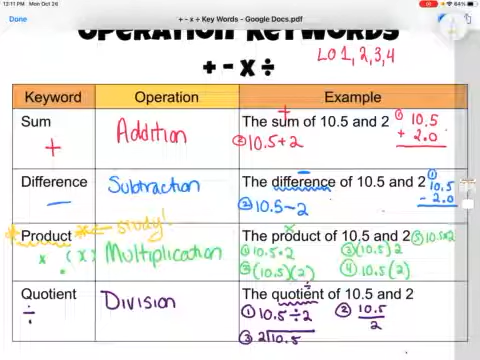 12:11 PM Mon Oct 26
64%
Done
+ - x ÷ Key Words - Google Docs.pdf
OPERATION KEYWORDS
LO 1, 2, 3, 4
+ - x ÷
Keyword Operation Example
Sum
+
Addition
The sum of 10.5 and 2
+
② 10.5 + 2
① 10.5
+ 2.0
Difference
−
Subtraction
The difference of 10.5 and 2
−
② 10.5 − 2
① 10.5
− 2.0
Product
study!
x · ( x )
Multiplication
The product of 10.5 and 2
x
10.5 · 2
③ (10.5) 2
(10.5)(2)
④ 10.5 (2)
10.5 x 2
Quotient
÷
Division
The quotient of 10.5 and 2
÷
① 10.5 ÷ 2
② 10.5
2
③ 2 10.5